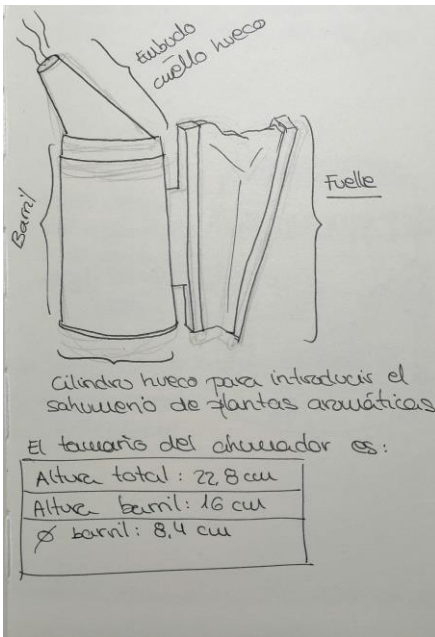 Embudo
cuello hueco
Barril
Fuelle
cilindro hueco para introducir el
sahumerio de plantas aromáticas
El tamaño del ahumador es:
Altura total: 22,8 cm
Altura barril: 16 cm
Ø barril: 8,4 cm